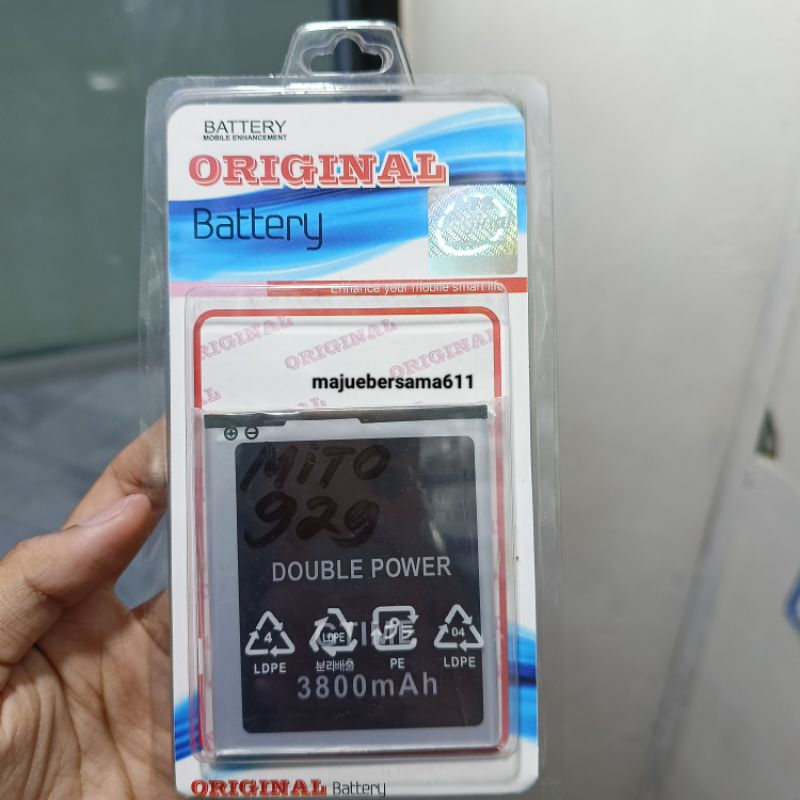 BATTERY
MOBILE ENHANCEMENT
ORIGINAL
Battery
Enhance your mobile smart life
ORIGINAL ORIGINAL ORIGINAL
majuebersama611
MITO
929
DOUBLE POWER
4 LDPE 04
LDPE 분리배출 PE LDPE
3800mAh
ORIGINAL Battery